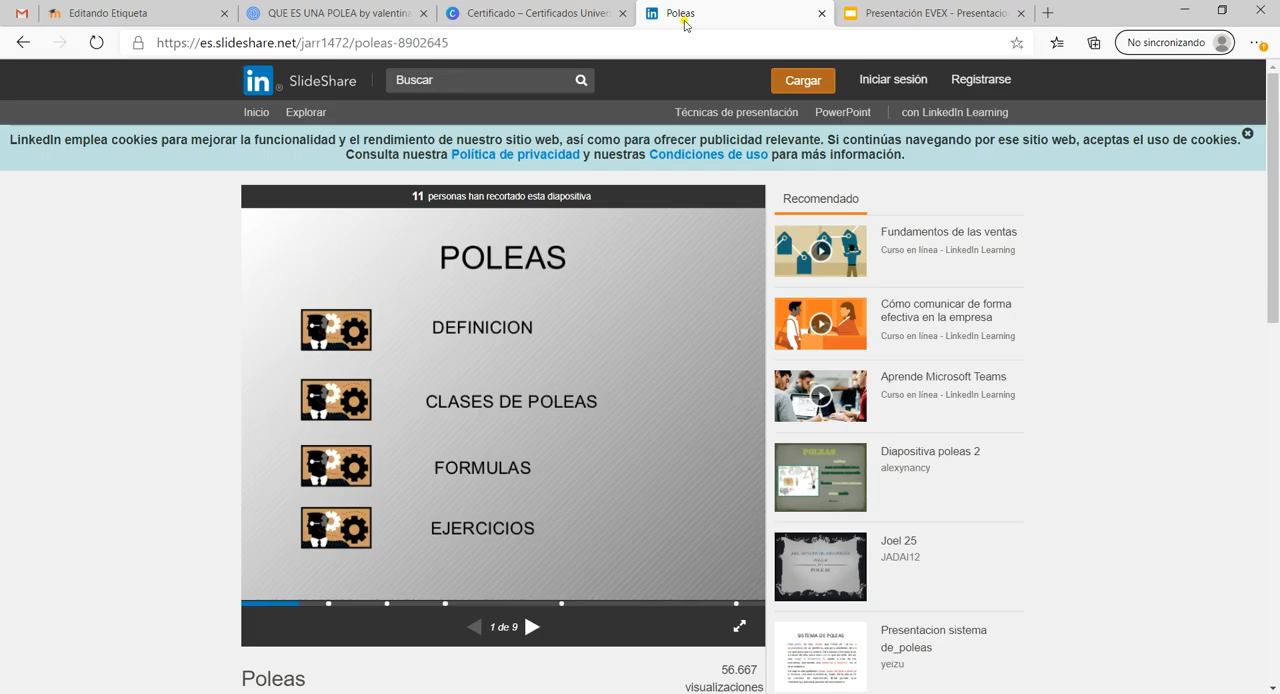 Editando Etiqueta
QUE ES UNA POLEA by valentina
Certificado – Certificados Univer
Poleas
Presentación EVEX - Presentacio
https://es.slideshare.net/jarr1472/poleas-8902645
No sincronizando
in SlideShare
Buscar
Cargar
Iniciar sesión
Registrarse
Inicio
Explorar
Técnicas de presentación
PowerPoint
con LinkedIn Learning
LinkedIn emplea cookies para mejorar la funcionalidad y el rendimiento de nuestro sitio web, así como para ofrecer publicidad relevante. Si continúas navegando por ese sitio web, aceptas el uso de cookies.
Consulta nuestra Política de privacidad y nuestras Condiciones de uso para más información.
11 personas han recortado esta diapositiva
POLEAS
DEFINICION
CLASES DE POLEAS
FORMULAS
EJERCICIOS
1 de 9
Poleas
56.667
visualizaciones
Recomendado
Fundamentos de las ventas
Curso en línea - LinkedIn Learning
Cómo comunicar de forma
efectiva en la empresa
Curso en línea - LinkedIn Learning
Aprende Microsoft Teams
Curso en línea - LinkedIn Learning
POLEAS
Diapositiva poleas 2
alexynancy
POLEAS
Joel 25
JADAI12
SISTEMA DE POLEAS
Presentacion sistema
de_poleas
yeizu